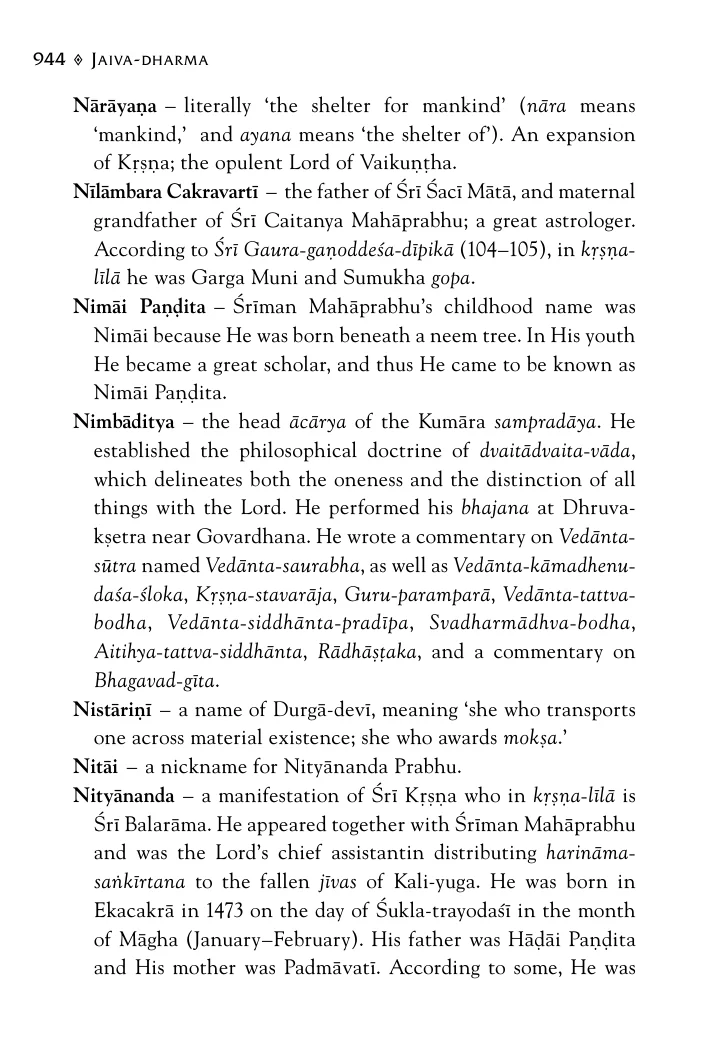 944 ◈ Jaiva-dharma
Nārāyaṇa – literally ‘the shelter for mankind’ (nāra means
‘mankind,’ and ayana means ‘the shelter of’). An expansion
of Kṛṣṇa; the opulent Lord of Vaikuṇṭha.
Nīlāmbara Cakravartī – the father of Śrī Śacī Mātā, and maternal
grandfather of Śrī Caitanya Mahāprabhu; a great astrologer.
According to Śrī Gaura-gaṇoddeśa-dīpikā (104–105), in kṛṣṇa-
līlā he was Garga Muni and Sumukha gopa.
Nimāi Paṇḍita – Śrīman Mahāprabhu’s childhood name was
Nimāi because He was born beneath a neem tree. In His youth
He became a great scholar, and thus He came to be known as
Nimāi Paṇḍita.
Nimbāditya – the head ācārya of the Kumāra sampradāya. He
established the philosophical doctrine of dvaitādvaita-vāda,
which delineates both the oneness and the distinction of all
things with the Lord. He performed his bhajana at Dhruva-
kṣetra near Govardhana. He wrote a commentary on Vedānta-
sūtra named Vedānta-saurabha, as well as Vedānta-kāmadhenu-
daśa-śloka, Kṛṣṇa-stavarāja, Guru-paramparā, Vedānta-tattva-
bodha, Vedānta-siddhānta-pradīpa, Svadharmādhva-bodha,
Aitihya-tattva-siddhānta, Rādhāṣṭaka, and a commentary on
Bhagavad-gīta.
Nistāriṇī – a name of Durgā-devī, meaning ‘she who transports
one across material existence; she who awards mokṣa.’
Nitāi – a nickname for Nityānanda Prabhu.
Nityānanda – a manifestation of Śrī Kṛṣṇa who in kṛṣṇa-līlā is
Śrī Balarāma. He appeared together with Śrīman Mahāprabhu
and was the Lord’s chief assistantin distributing harināma-
saṅkīrtana to the fallen jīvas of Kali-yuga. He was born in
Ekacakrā in 1473 on the day of Śukla-trayodaśī in the month
of Māgha (January–February). His father was Hāḍāi Paṇḍita
and His mother was Padmāvatī. According to some, He was